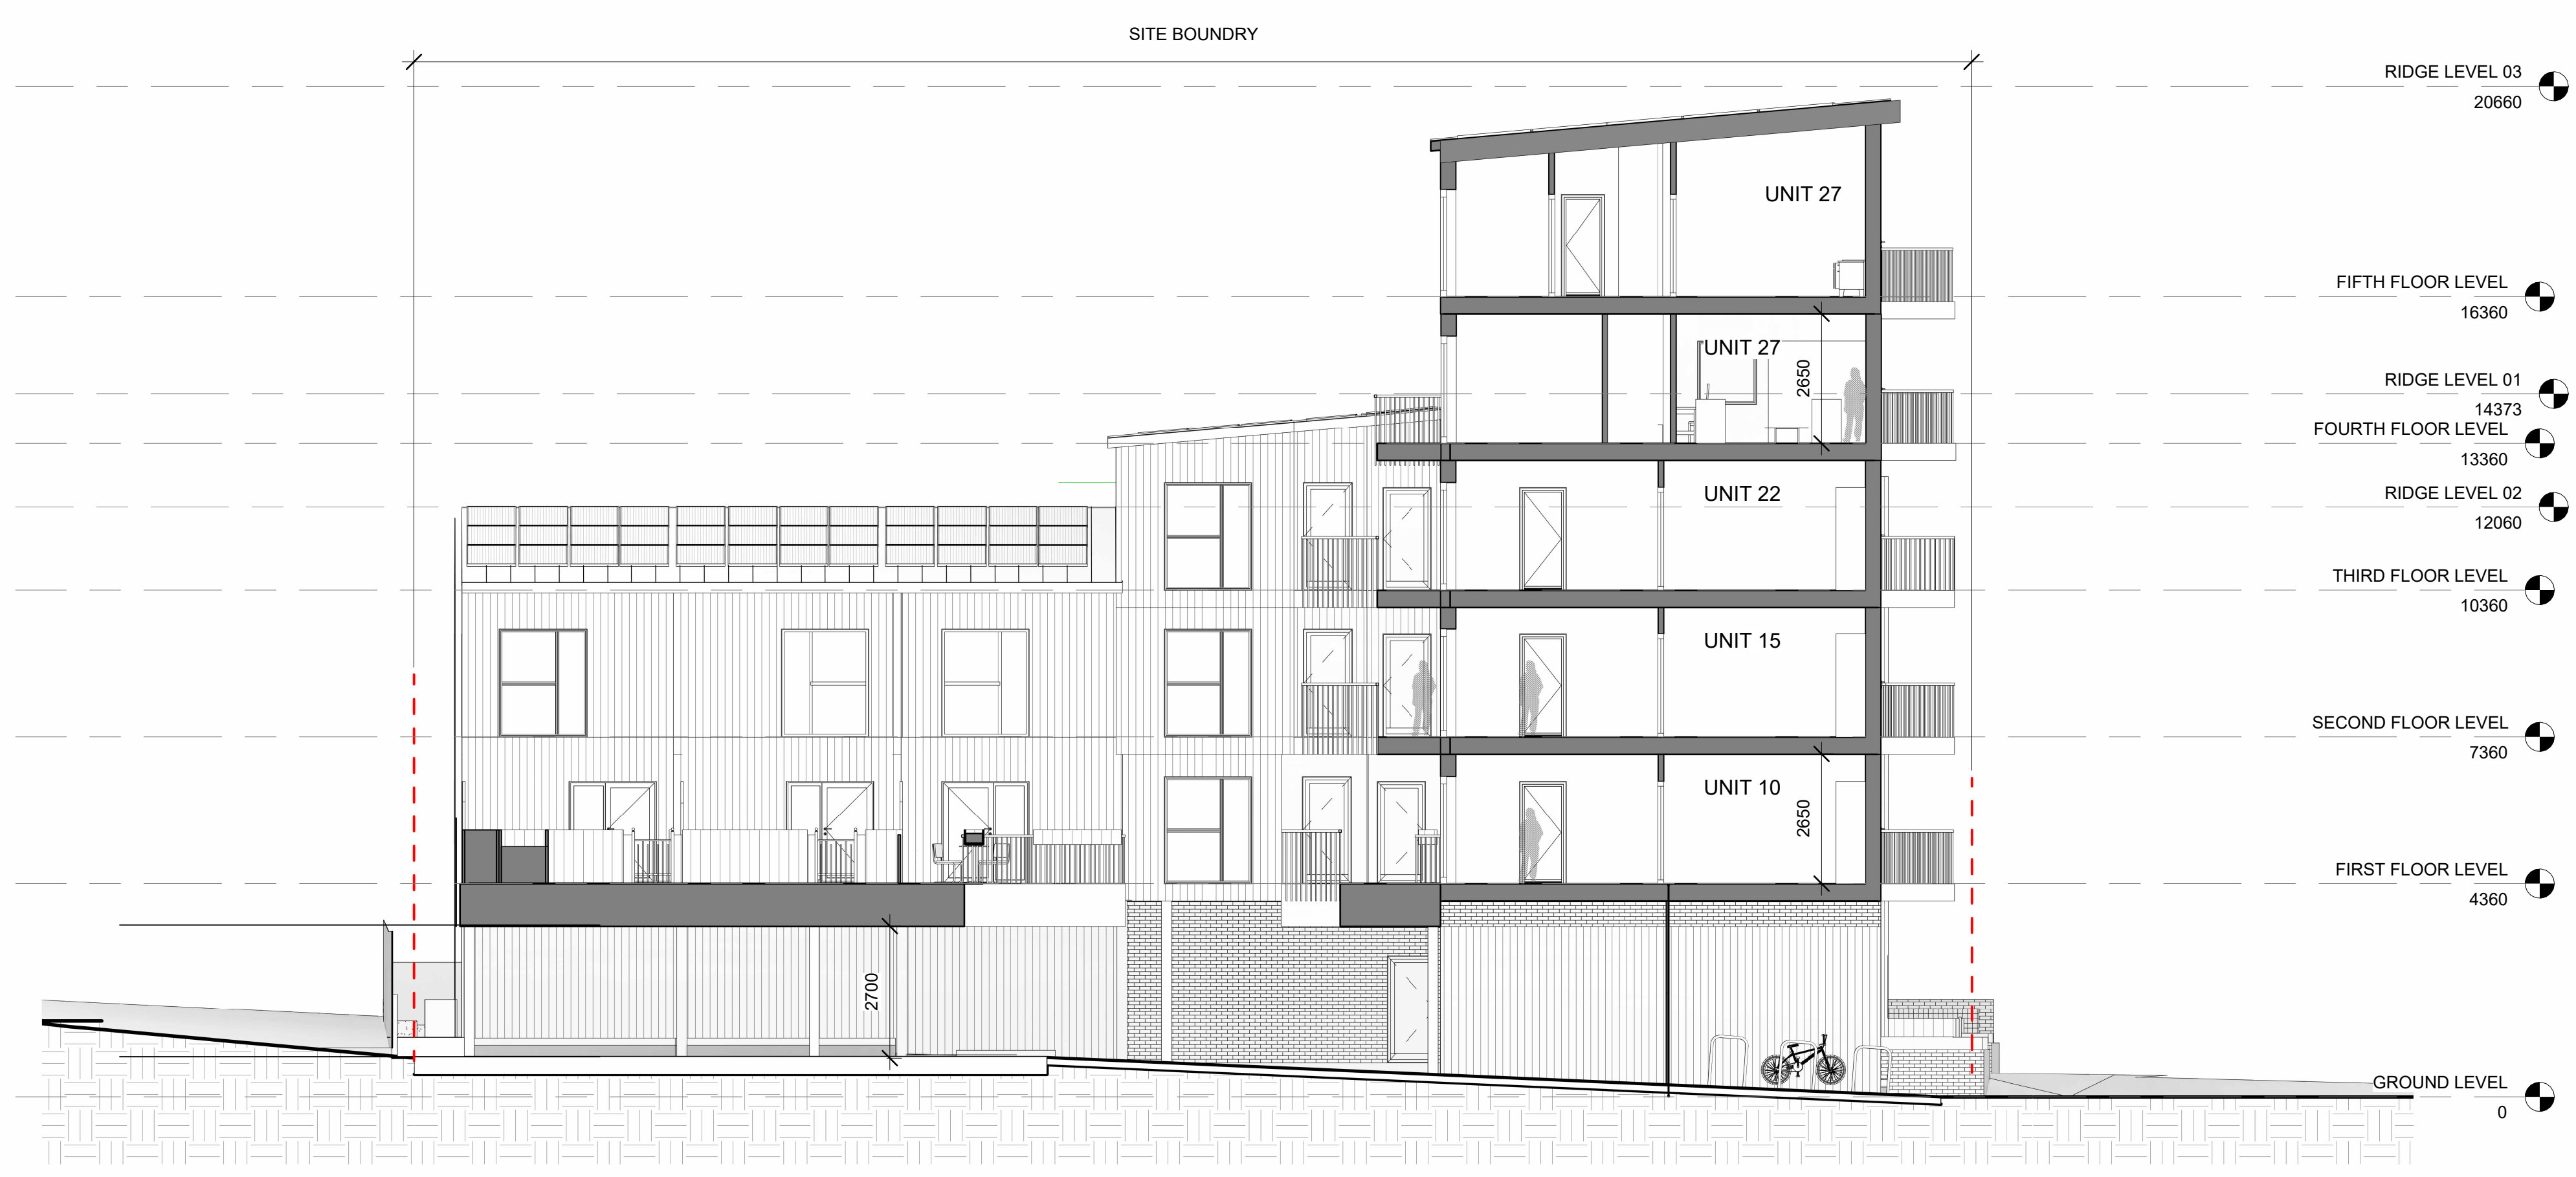 SITE BOUNDRY
RIDGE LEVEL 03
20660
UNIT 27
FIFTH FLOOR LEVEL
16360
UNIT 27
2650
RIDGE LEVEL 01
14373
FOURTH FLOOR LEVEL
13360
UNIT 22
RIDGE LEVEL 02
12060
THIRD FLOOR LEVEL
10360
UNIT 15
SECOND FLOOR LEVEL
7360
UNIT 10
2650
FIRST FLOOR LEVEL
4360
2700
GROUND LEVEL
0